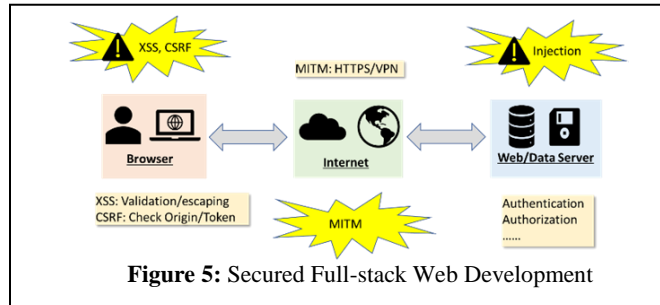 XSS, CSRF
MITM: HTTPS/VPN
Injection
Browser
Internet
Web/Data Server
XSS: Validation/escaping
CSRF: Check Origin/Token
MITM
Authentication
Authorization
......
Figure 5: Secured Full-stack Web Development